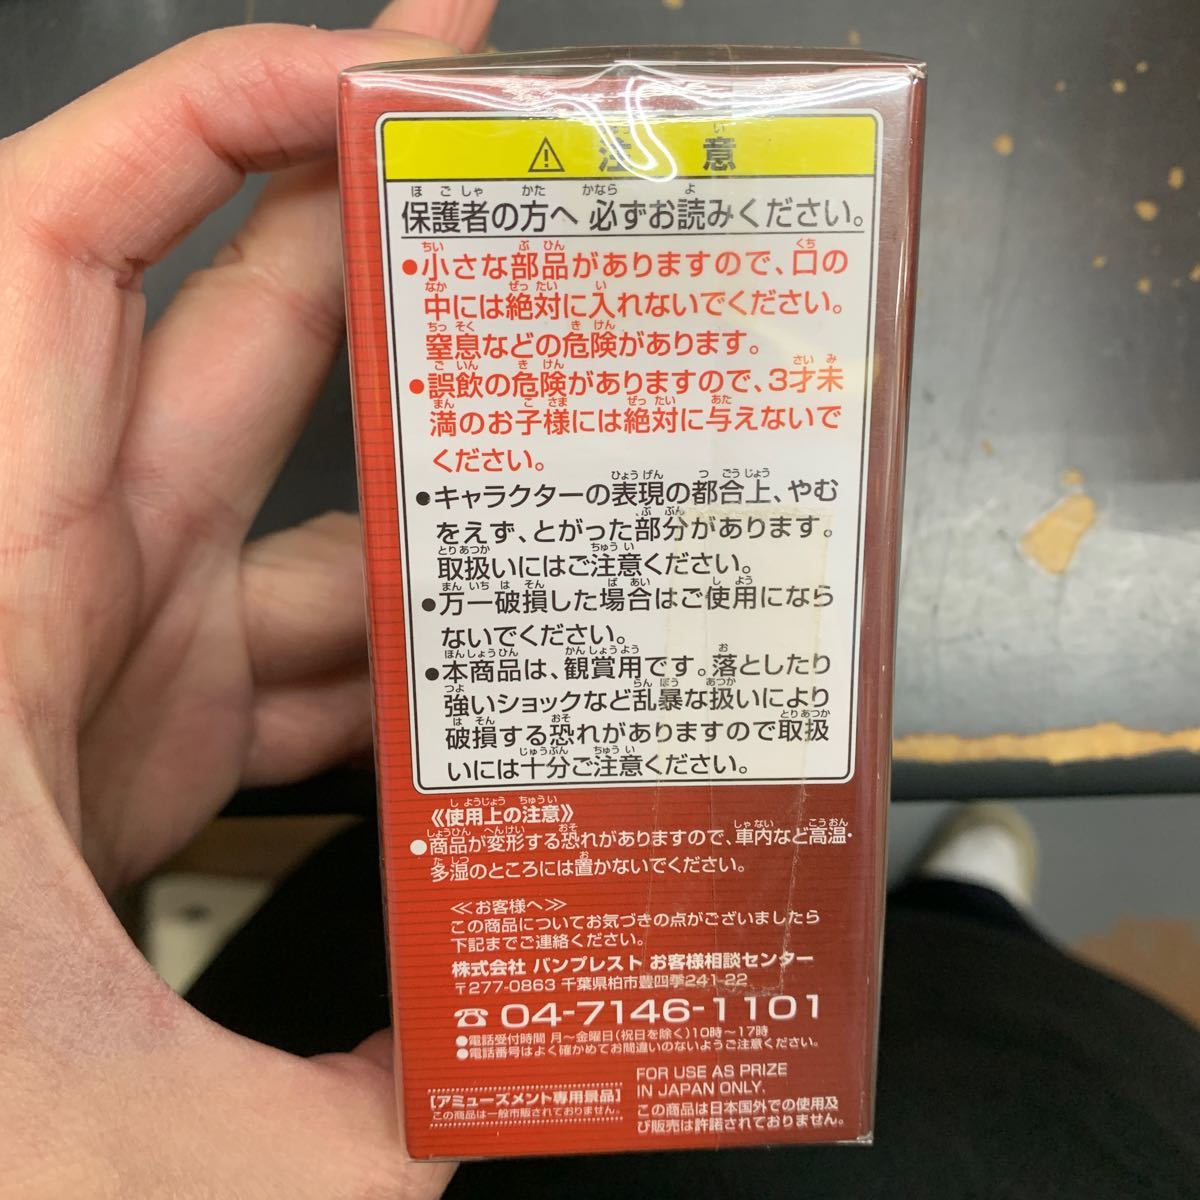 ⚠ 注意
保護者の方へ 必ずお読みください。
●小さな部品がありますので、口の
中には絶対に入れないでください。
窒息などの危険があります。
●誤飲の危険がありますので、3才未
満のお子様には絶対に与えないで
ください。
●キャラクターの表現の都合上、やむ
をえず、とがった部分があります。
取扱いにはご注意ください。
●万一破損した場合はご使用になら
ないでください。
●本商品は、観賞用です。落としたり
強いショックなど乱暴な扱いにより
破損する恐れがありますので取扱
いには十分ご注意ください。
《使用上の注意》
●商品が変形する恐れがありますので、車内など高温・
多湿のところには置かないでください。
≪お客様へ≫
この商品についてお気づきの点がございましたら
下記までご連絡ください。
株式会社 バンプレスト お客様相談センター
〒277-0863 千葉県柏市豊四季241-22
☎ 04-7146-1101
●電話受付時間 月〜金曜日(祝日を除く)10時〜17時
●電話番号はよく確かめてお間違いのないようご注意ください。
[アミューズメント専用景品]
この商品は一般市販されておりません。
FOR USE AS PRIZE
IN JAPAN ONLY.
この商品は日本国外での使用及
び販売は許諾されておりません。